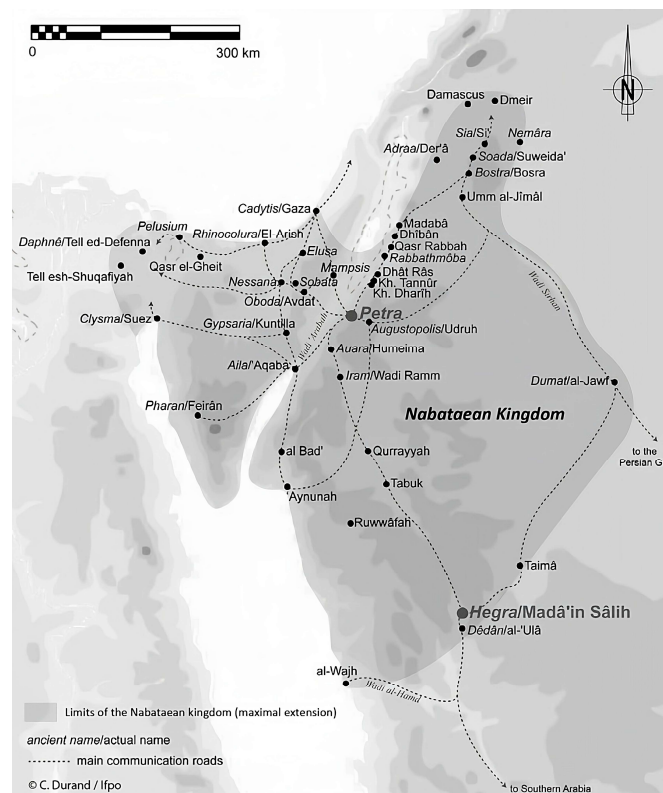 0 300 km
N
Damascus
Dmeir
Sia/Si'
Nemâra
Adraa/Der'â
Soada/Suweida'
Bostra/Bosra
Umm al-Jîmâl
Cadytis/Gaza
Pelusium
Rhinocolura/El Arish
Madabâ
Dhîbân
Daphnê/Tell ed-Defenna
Elusa
Qasr Rabbah
Qasr el-Gheit
Rabbathmôba
Tell esh-Shuqafiyah
Mampsis
Dhât Râs
Nessana
Sobata
Kh. Tannûr
Kh. Dharîh
Oboda/Avdat
Wadi Sirhan
Clysma/Suez
Gypsaria/Kuntilla
Petra
Augustopolis/Udruh
Wadi 'Arabah
Auara/Humeima
Aila/'Aqaba
Iram/Wadi Ramm
Dumat/al-Jawf
Pharan/Feirân
Nabataean Kingdom
to the
Persian G
al Bad'
Qurrayyah
'Aynunah
Tabuk
Ruwwâfah
Taimâ
Hegra/Madâ'in Sâlih
Dêdân/al-'Ulâ
al-Wajh
Wadi al-Hamd
Limits of the Nabataean kingdom (maximal extension)
ancient name/actual name
main communication roads
© C. Durand / Ifpo
to Southern Arabia